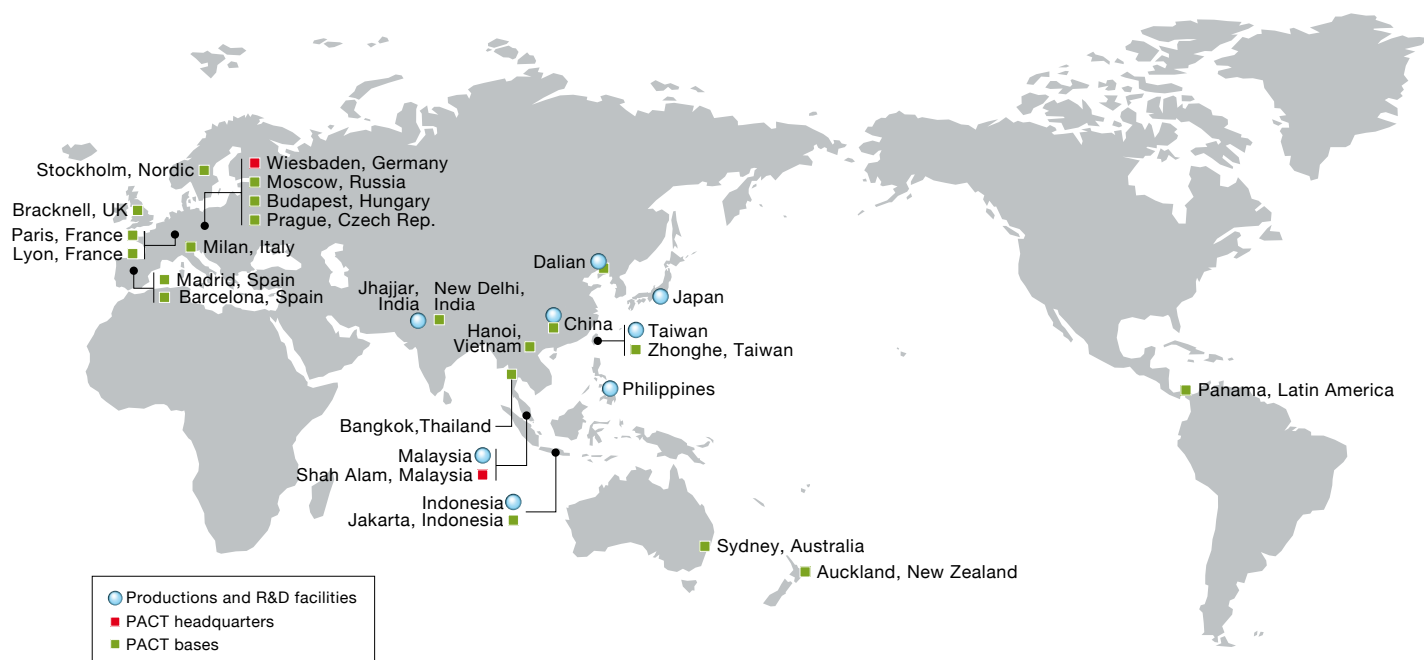 Stockholm, Nordic
Wiesbaden, Germany
Moscow, Russia
Budapest, Hungary
Prague, Czech Rep.
Bracknell, UK
Paris, France
Lyon, France
Milan, Italy
Madrid, Spain
Barcelona, Spain
Dalian
Jhajjar,
India
New Delhi,
India
Japan
China
Hanoi,
Vietnam
Taiwan
Zhonghe, Taiwan
Philippines
Panama, Latin America
Bangkok,Thailand
Malaysia
Shah Alam, Malaysia
Indonesia
Jakarta, Indonesia
Sydney, Australia
Auckland, New Zealand
Productions and R&D facilities
PACT headquarters
PACT bases